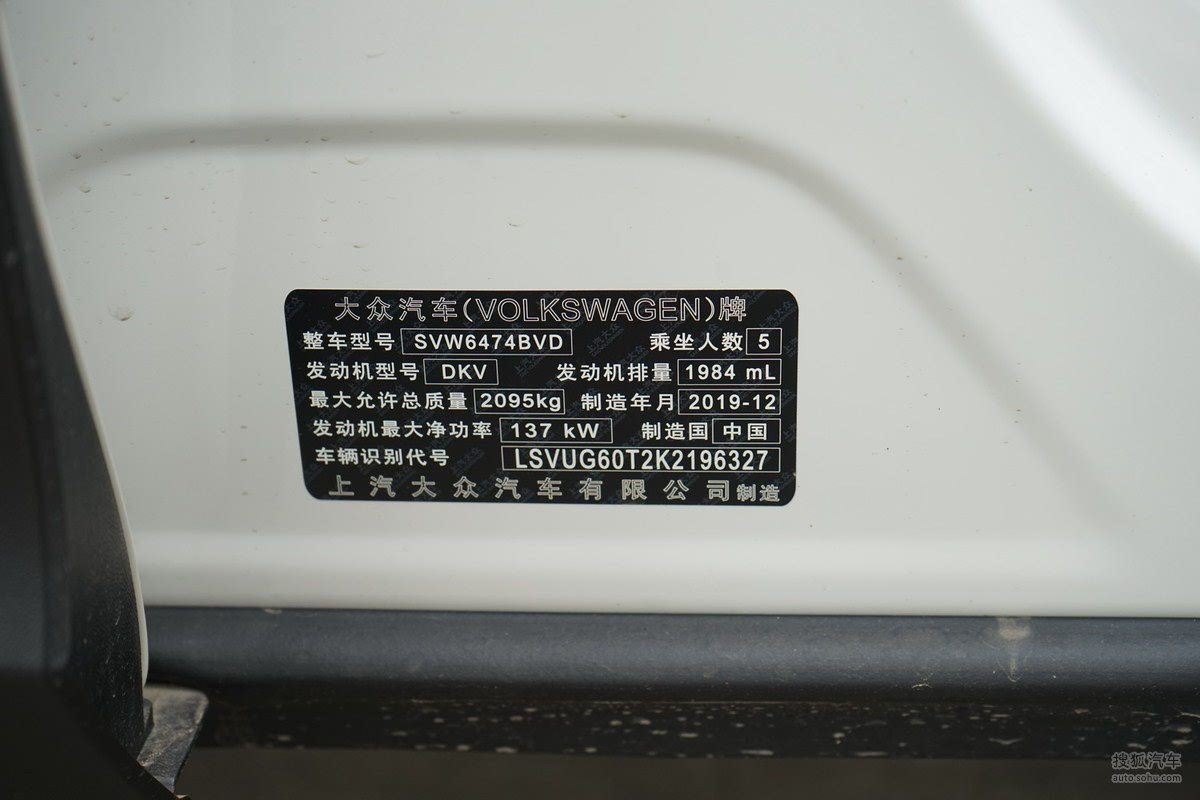 大众汽车(VOLKSWAGEN)牌
整车型号 SVW6474BVD 乘坐人数 5
发动机型号 DKV 发动机排量 1984 mL
最大允许总质量 2095kg 制造年月 2019-12
发动机最大净功率 137 kW 制造国 中国
车辆识别代号 LSVUG60T2K2196327
上汽大众汽车有限公司制造
搜狐汽车
auto.sohu.com